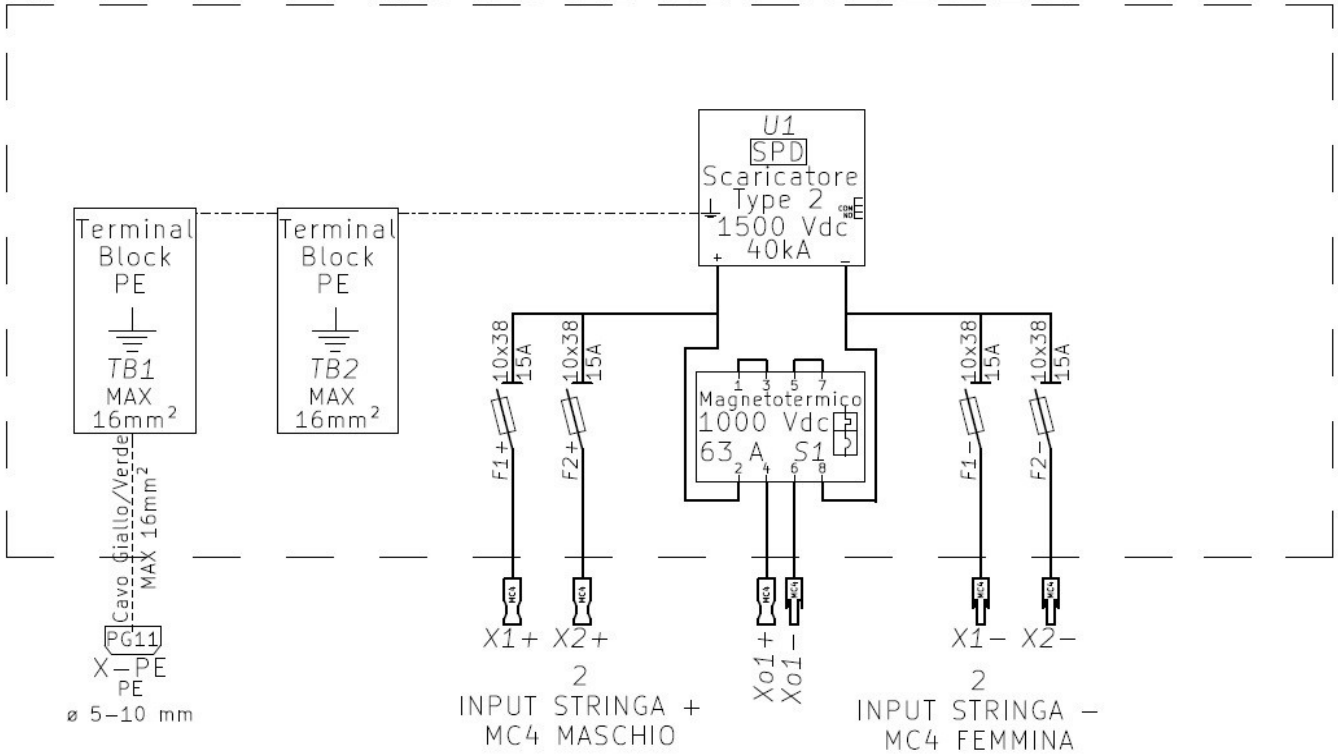 U1
SPD
Scaricatore
Type 2
1500 Vdc
40kA
+
−
Terminal
Block
PE
TB1
MAX
16mm²
Terminal
Block
PE
TB2
MAX
16mm²
10x38
15A
F1+
10x38
15A
F2+
1 3 5 7
Magnetotermico
1000 Vdc
63 A S1
2 4 6 8
10x38
15A
F1−
10x38
15A
F2−
Cavo Giallo/Verde
MAX 16mm²
PG11
X−PE
PE
ø 5−10 mm
MC4
X1+
MC4
X2+
2
INPUT STRINGA +
MC4 MASCHIO
MC4
Xo1 +
MC4
Xo1 −
MC4
X1−
MC4
X2−
2
INPUT STRINGA −
MC4 FEMMINA